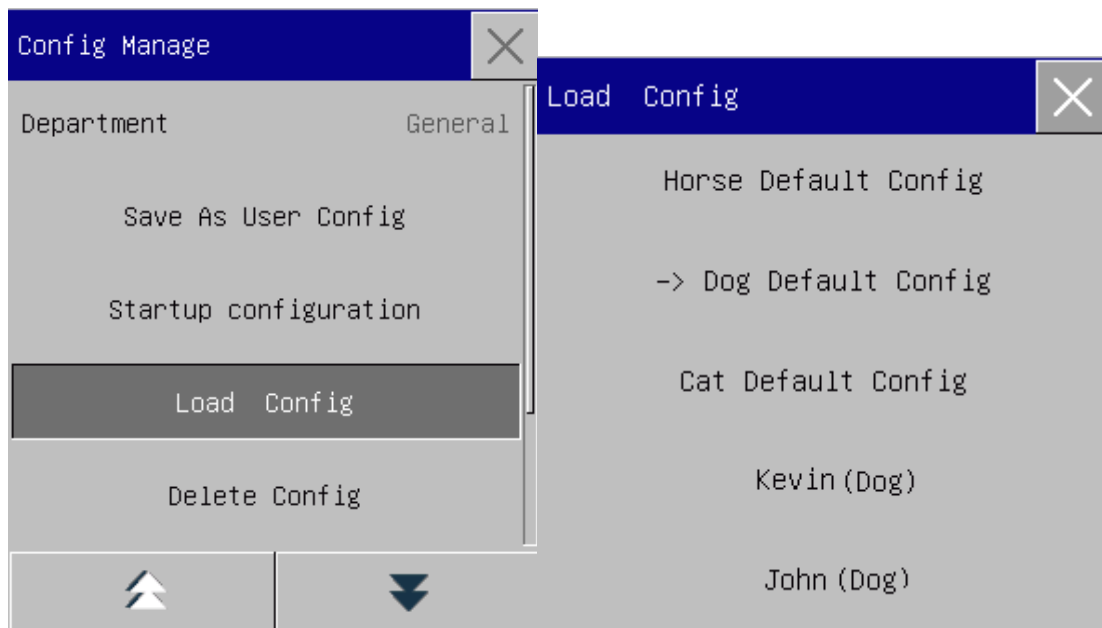 Config Manage
Department General
Save As User Config
Startup configuration
Load Config
Delete Config
Load Config
Horse Default Config
-> Dog Default Config
Cat Default Config
Kevin(Dog)
John(Dog)